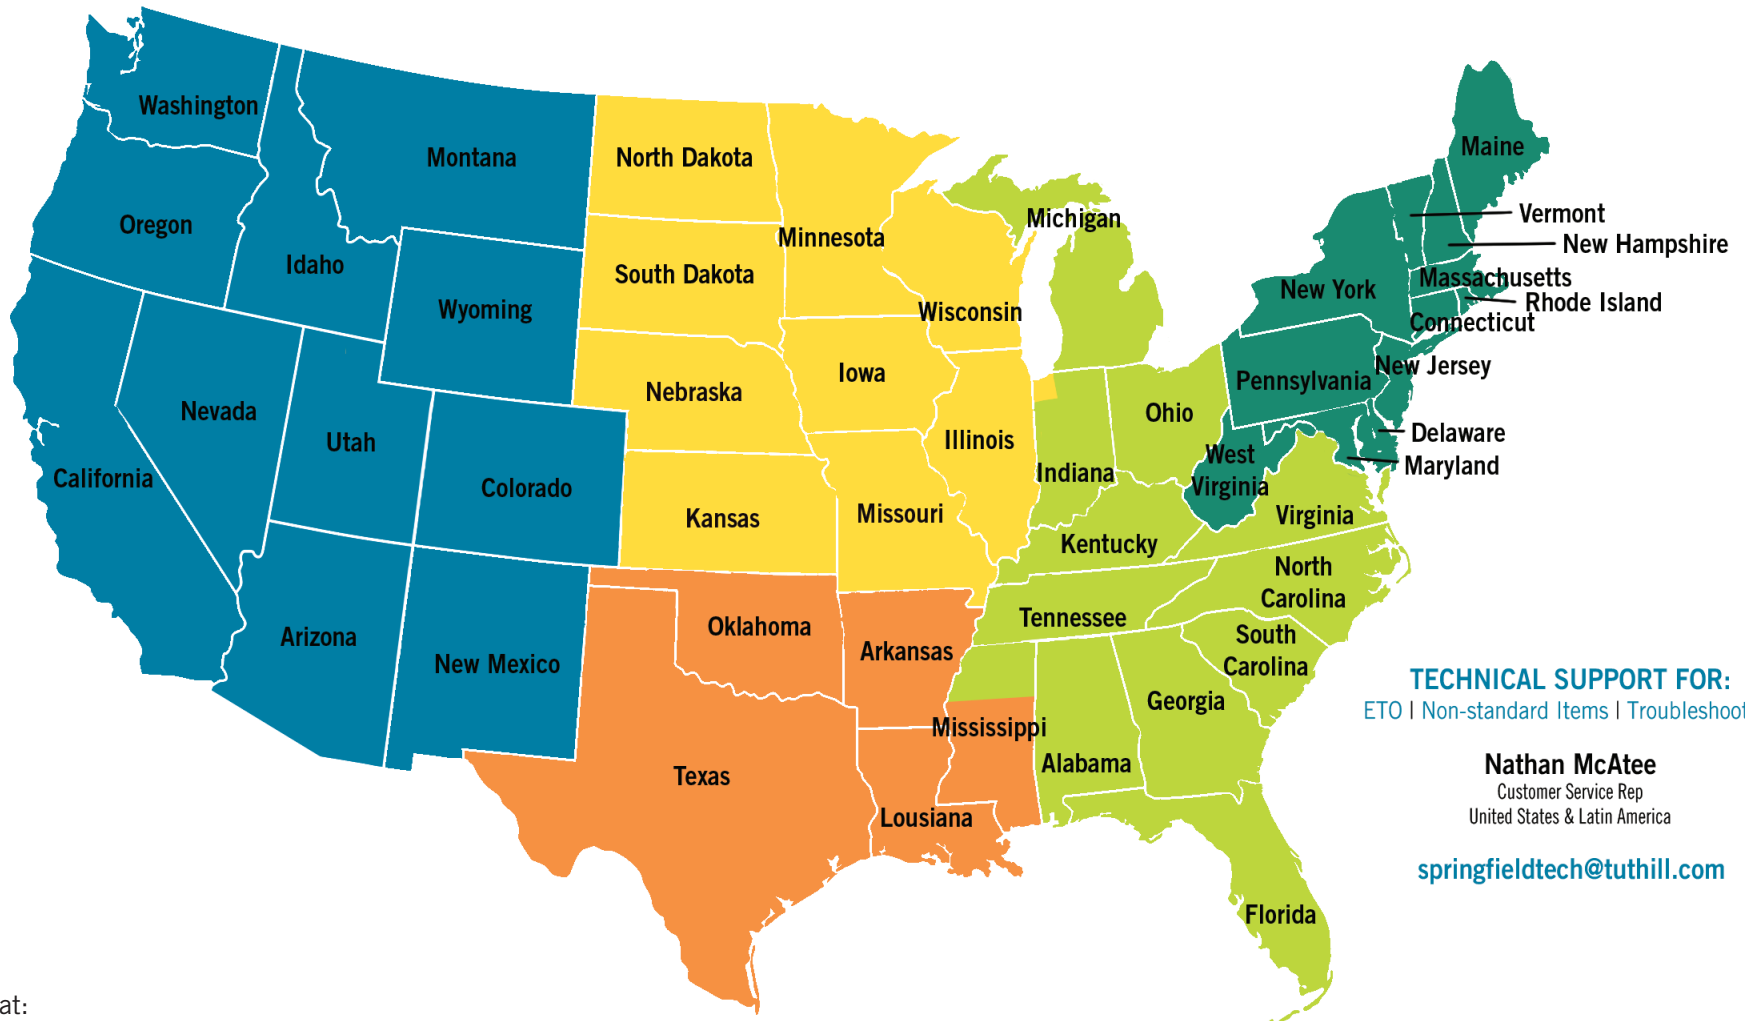 Washington
Montana
North Dakota
Minnesota
Michigan
Maine
Vermont
New Hampshire
Oregon
Idaho
Wyoming
South Dakota
Wisconsin
New York
Massachusetts
Rhode Island
Connecticut
New Jersey
Pennsylvania
Nevada
Utah
Colorado
California
Nebraska
Iowa
Illinois
Indiana
Ohio
West
Virginia
Delaware
Maryland
Kansas
Missouri
Kentucky
Virginia
Arizona
New Mexico
Oklahoma
Arkansas
Tennessee
North
Carolina
South
Carolina
Texas
Lousiana
Mississippi
Alabama
Georgia
Florida
TECHNICAL SUPPORT FOR:
ETO | Non-standard Items | Troubleshoot
Nathan McAtee
Customer Service Rep
United States & Latin America
springfieldtech@tuthill.com
at: